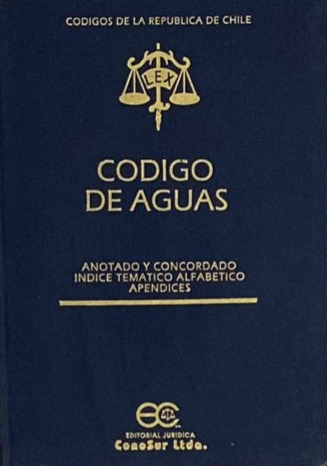 CODIGOS DE LA REPUBLICA DE CHILE
LEX
CODIGO
DE AGUAS
ANOTADO Y CONCORDADO
INDICE TEMATICO ALFABETICO
APENDICES
EDITORIAL JURIDICA
ConoSur Ltda.